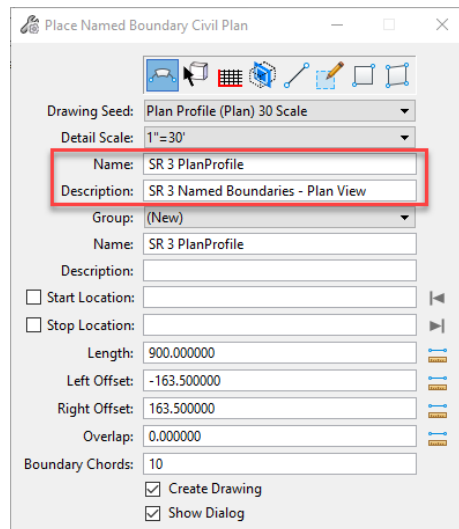 Place Named Boundary Civil Plan
Drawing Seed: Plan Profile (Plan) 30 Scale
Detail Scale: 1"=30'
Name: SR 3 PlanProfile
Description: SR 3 Named Boundaries - Plan View
Group: (New)
Name: SR 3 PlanProfile
Description:
Start Location:
Stop Location:
Length: 900.000000
Left Offset: -163.500000
Right Offset: 163.500000
Overlap: 0.000000
Boundary Chords: 10
Create Drawing
Show Dialog